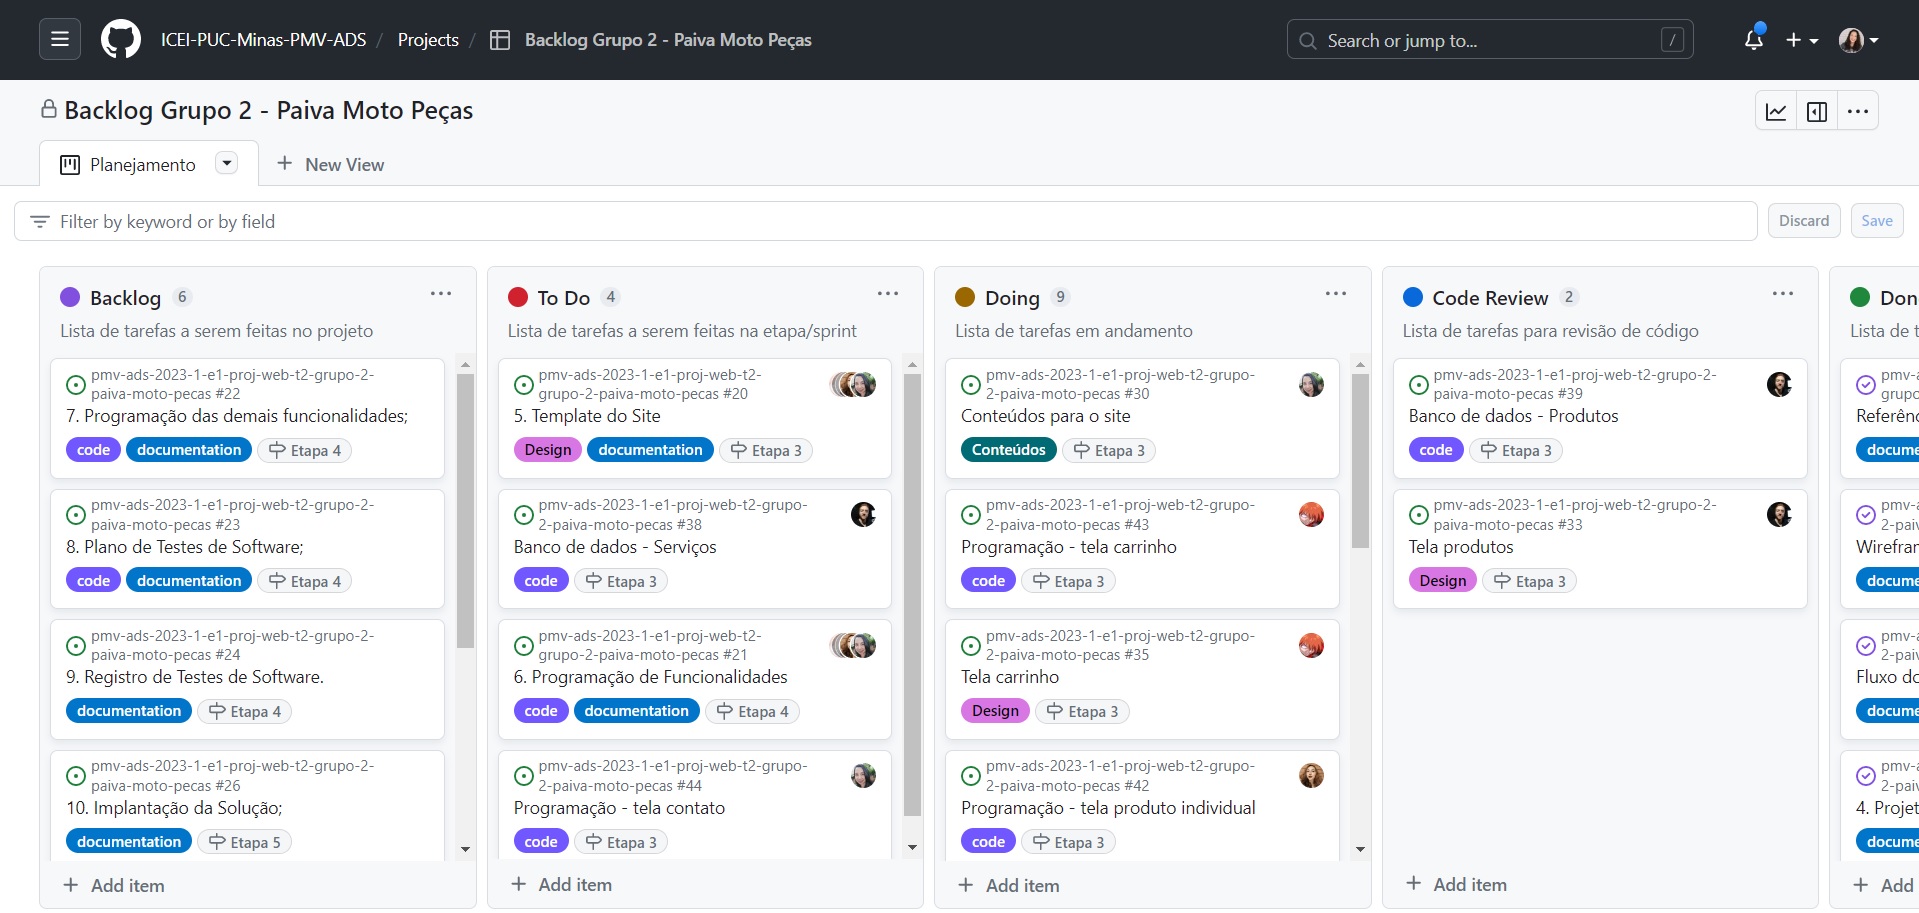 ICEI-PUC-Minas-PMV-ADS / Projects / Backlog Grupo 2 - Paiva Moto Peças
Search or jump to... /
Backlog Grupo 2 - Paiva Moto Peças
Planejamento
New View
Filter by keyword or by field
Discard Save
Backlog 6
Lista de tarefas a serem feitas no projeto
pmv-ads-2023-1-e1-proj-web-t2-grupo-2-
paiva-moto-pecas #22
7. Programação das demais funcionalidades;
code documentation Etapa 4
pmv-ads-2023-1-e1-proj-web-t2-grupo-2-
paiva-moto-pecas #23
8. Plano de Testes de Software;
code documentation Etapa 4
pmv-ads-2023-1-e1-proj-web-t2-grupo-2-
paiva-moto-pecas #24
9. Registro de Testes de Software.
documentation Etapa 4
pmv-ads-2023-1-e1-proj-web-t2-grupo-2-
paiva-moto-pecas #26
10. Implantação da Solução;
documentation Etapa 5
Add item
To Do 4
Lista de tarefas a serem feitas na etapa/sprint
pmv-ads-2023-1-e1-proj-web-t2-
grupo-2-paiva-moto-pecas #20
5. Template do Site
Design documentation Etapa 3
pmv-ads-2023-1-e1-proj-web-t2-grupo-
2-paiva-moto-pecas #38
Banco de dados - Serviços
code Etapa 3
pmv-ads-2023-1-e1-proj-web-t2-
grupo-2-paiva-moto-pecas #21
6. Programação de Funcionalidades
code documentation Etapa 4
pmv-ads-2023-1-e1-proj-web-t2-grupo-
2-paiva-moto-pecas #44
Programação - tela contato
code Etapa 3
Add item
Doing 9
Lista de tarefas em andamento
pmv-ads-2023-1-e1-proj-web-t2-grupo-
2-paiva-moto-pecas #30
Conteúdos para o site
Conteúdos Etapa 3
pmv-ads-2023-1-e1-proj-web-t2-grupo-
2-paiva-moto-pecas #43
Programação - tela carrinho
code Etapa 3
pmv-ads-2023-1-e1-proj-web-t2-grupo-
2-paiva-moto-pecas #35
Tela carrinho
Design Etapa 3
pmv-ads-2023-1-e1-proj-web-t2-grupo-
2-paiva-moto-pecas #42
Programação - tela produto individual
code Etapa 3
Add item
Code Review 2
Lista de tarefas para revisão de código
pmv-ads-2023-1-e1-proj-web-t2-grupo-2-
paiva-moto-pecas #39
Banco de dados - Produtos
code Etapa 3
pmv-ads-2023-1-e1-proj-web-t2-grupo-2-
paiva-moto-pecas #33
Tela produtos
Design Etapa 3
Add item
Don
Lista de t
pmv-a
grupo
Referênc
docume
pmv-a
2-paiv
Wirefran
docume
pmv-a
2-paiv
Fluxo do
docume
pmv-a
2-paiv
4. Projet
docume
Add